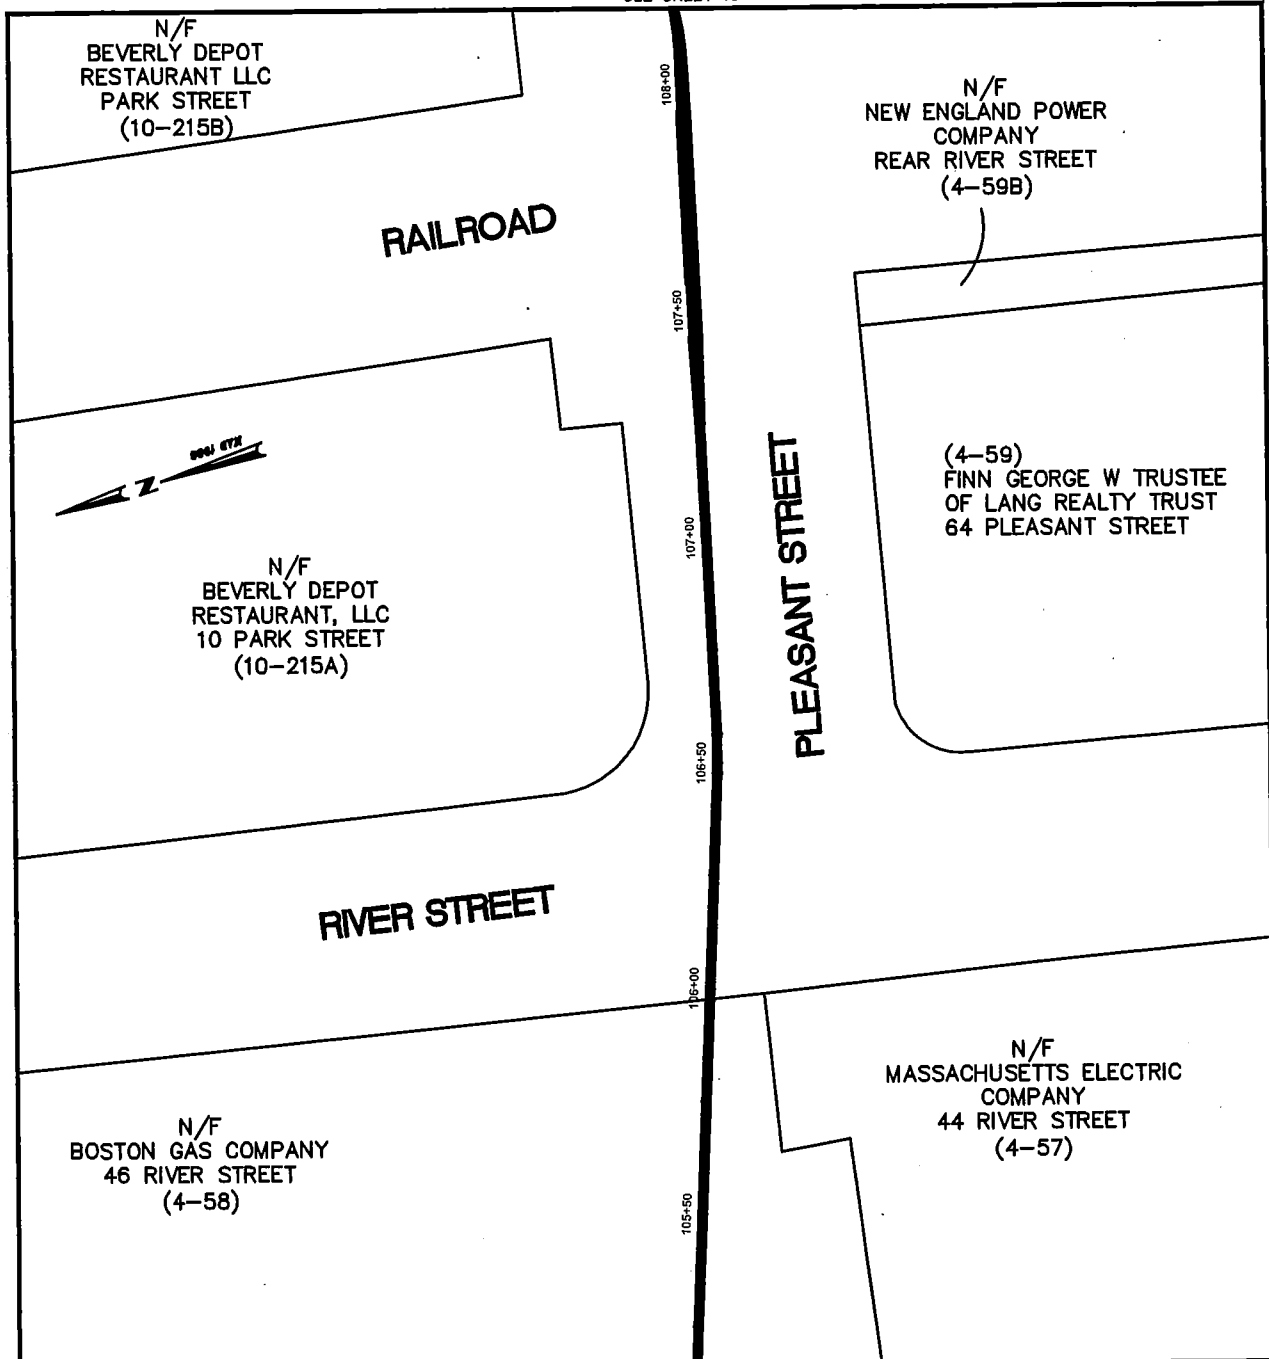 N/F
BEVERLY DEPOT
RESTAURANT LLC
PARK STREET
(10-215B)
108+00
N/F
NEW ENGLAND POWER
COMPANY
REAR RIVER STREET
(4-59B)
RAILROAD
107+50
NAD 1986
N
107+00
PLEASANT STREET
(4-59)
FINN GEORGE W TRUSTEE
OF LANG REALTY TRUST
64 PLEASANT STREET
N/F
BEVERLY DEPOT
RESTAURANT, LLC
10 PARK STREET
(10-215A)
106+50
RIVER STREET
106+00
N/F
BOSTON GAS COMPANY
46 RIVER STREET
(4-58)
N/F
MASSACHUSETTS ELECTRIC
COMPANY
44 RIVER STREET
(4-57)
105+50